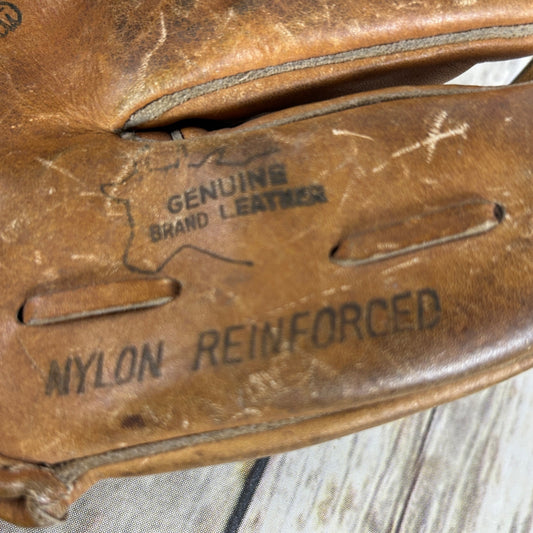 GENUINE
BRAND LEATHER
NYLON REINFORCED